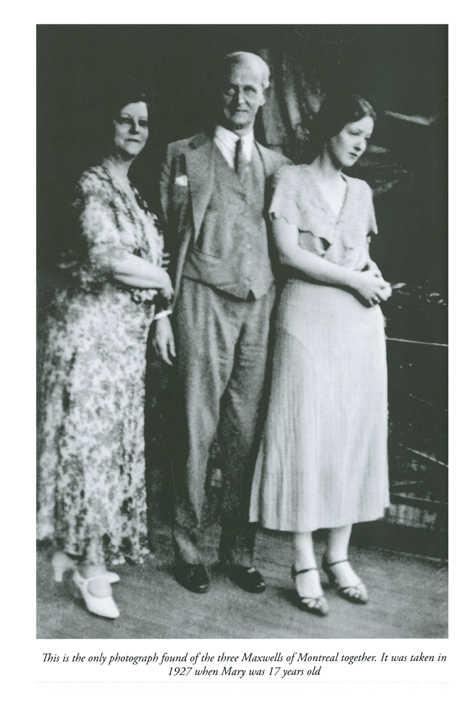 This is the only photograph found of the three Maxwells of Montreal together. It was taken in
1927 when Mary was 17 years old